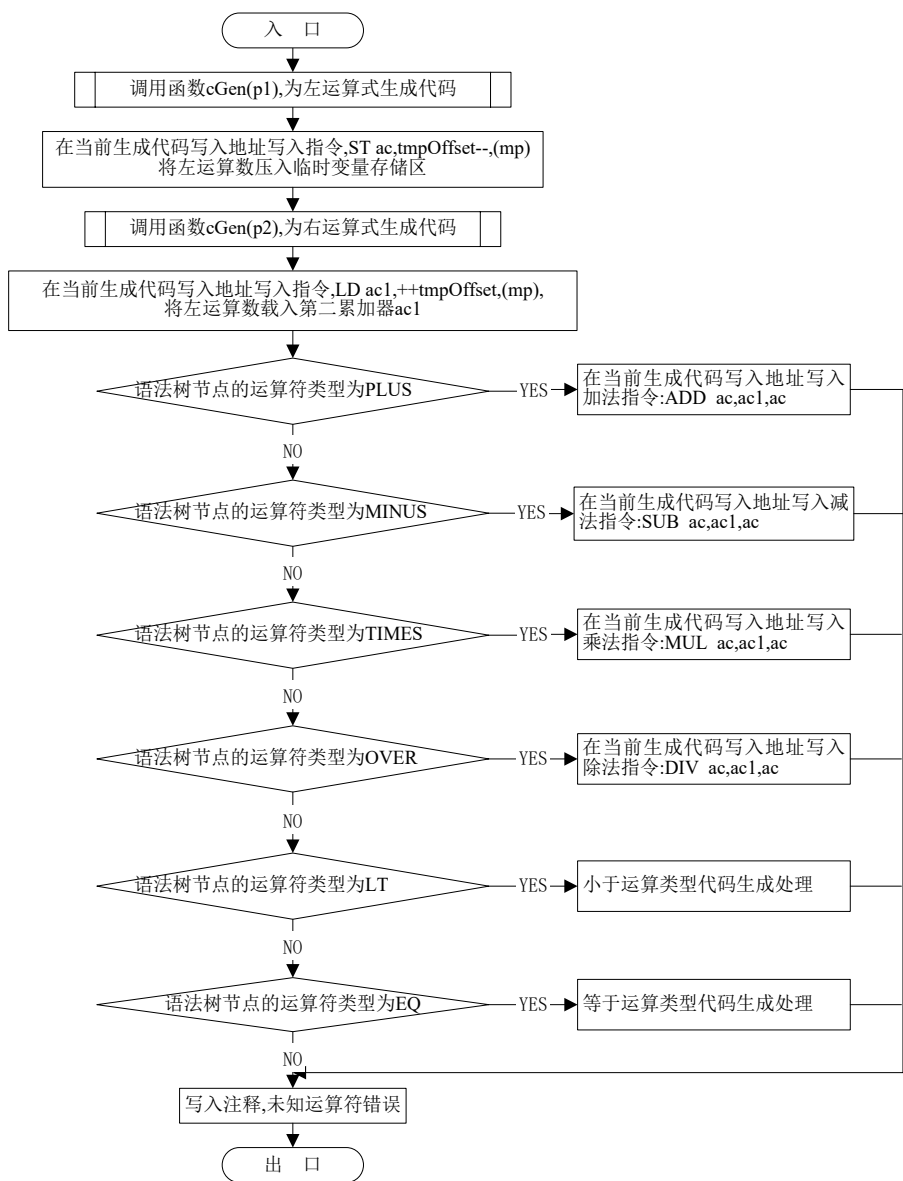 入 口
调用函数cGen(p1),为左运算式生成代码
在当前生成代码写入地址写入指令,ST ac,tmpOffset--,(mp)
将左运算数压入临时变量存储区
调用函数cGen(p2),为右运算式生成代码
在当前生成代码写入地址写入指令,LD ac1,++tmpOffset,(mp),
将左运算数载入第二累加器ac1
语法树节点的运算符类型为PLUS
YES
在当前生成代码写入地址写入
加法指令:ADD ac,ac1,ac
NO
语法树节点的运算符类型为MINUS
YES
在当前生成代码写入地址写入减
法指令:SUB ac,ac1,ac
NO
语法树节点的运算符类型为TIMES
YES
在当前生成代码写入地址写入
乘法指令:MUL ac,ac1,ac
NO
语法树节点的运算符类型为OVER
YES
在当前生成代码写入地址写入
除法指令:DIV ac,ac1,ac
NO
语法树节点的运算符类型为LT
YES
小于运算类型代码生成处理
NO
语法树节点的运算符类型为EQ
YES
等于运算类型代码生成处理
NO
写入注释,未知运算符错误
出 口